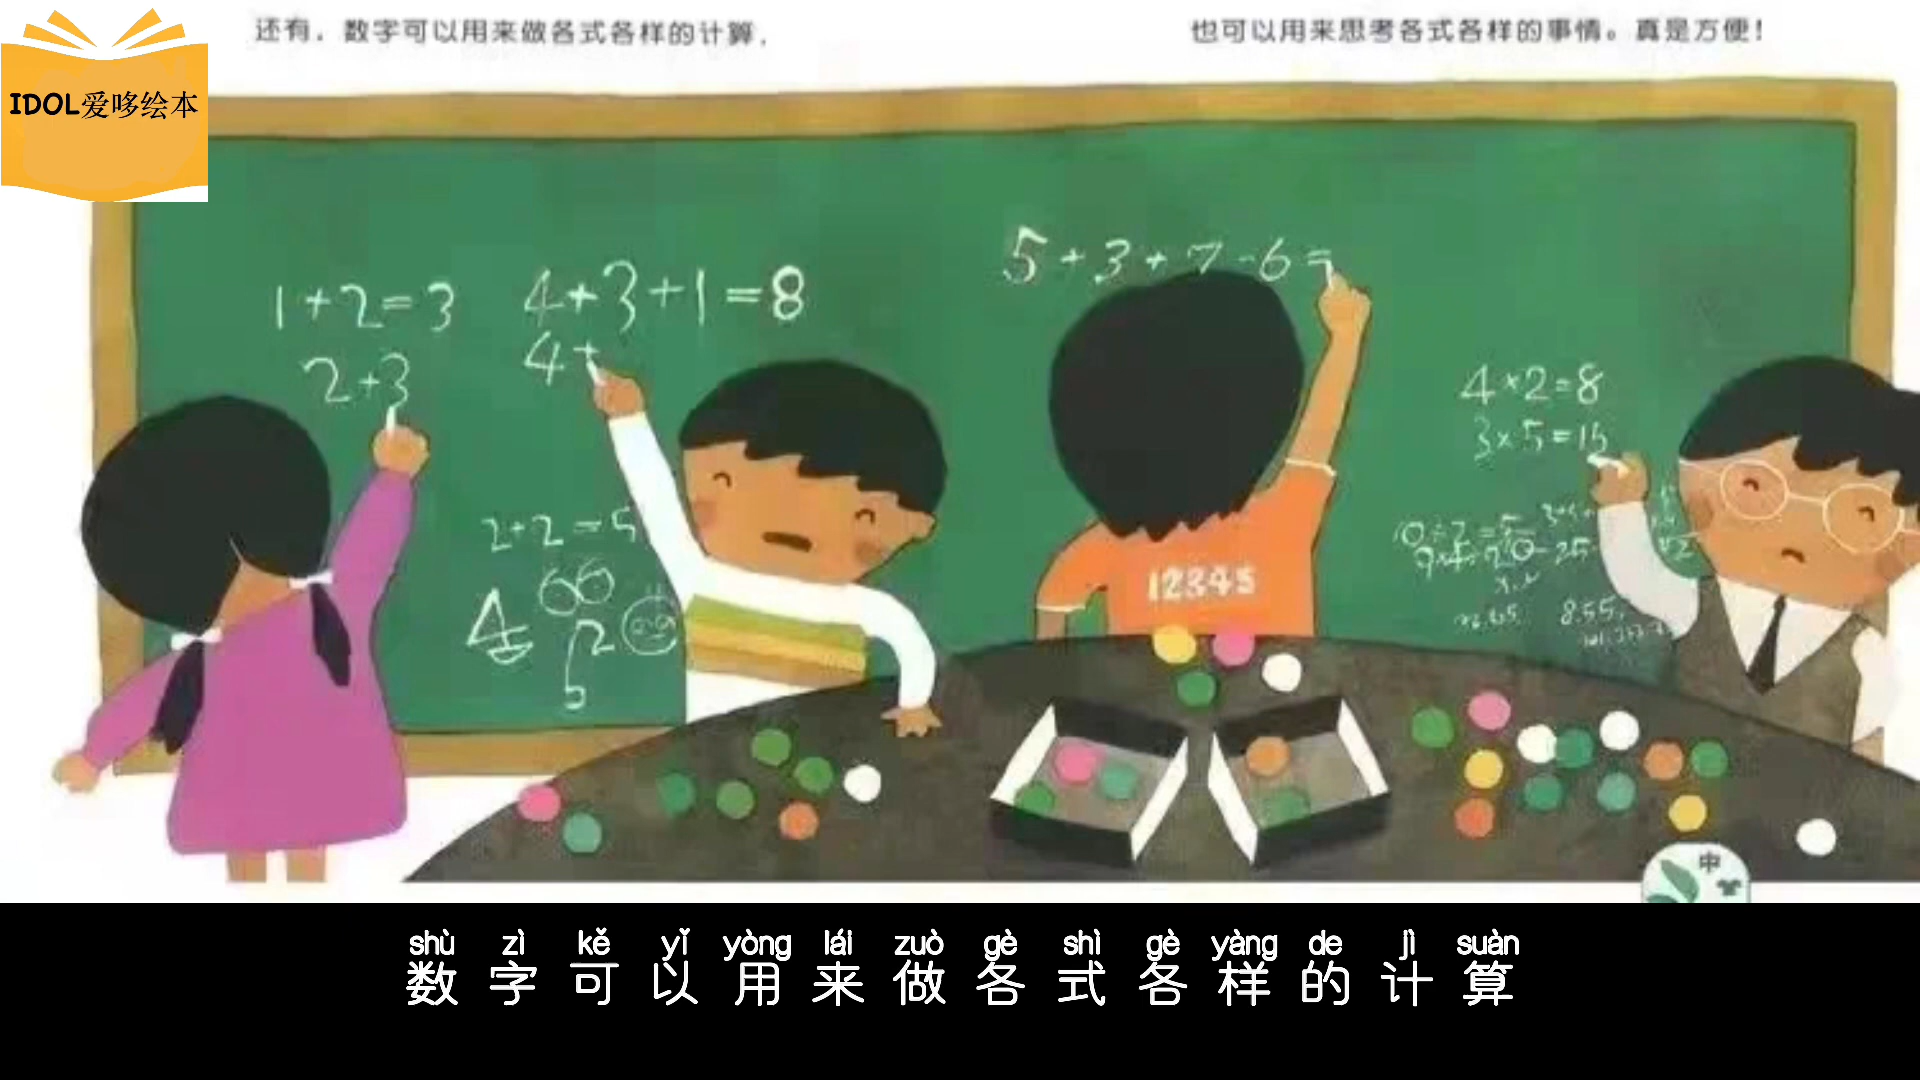 还有，数字可以用来做各式各样的计算，
也可以用来思考各式各样的事情。真是方便！
IDOL爱哆绘本
5+3+7-6=
1+2=3
4+3+1=8
2+3
4+
4×2=8
3×5=15
2+2=5
10÷2=5
12345
中
shù zì kě yǐ yòng lái zuò gè shì gè yàng de jì suàn
数字可以用来做各式各样的计算